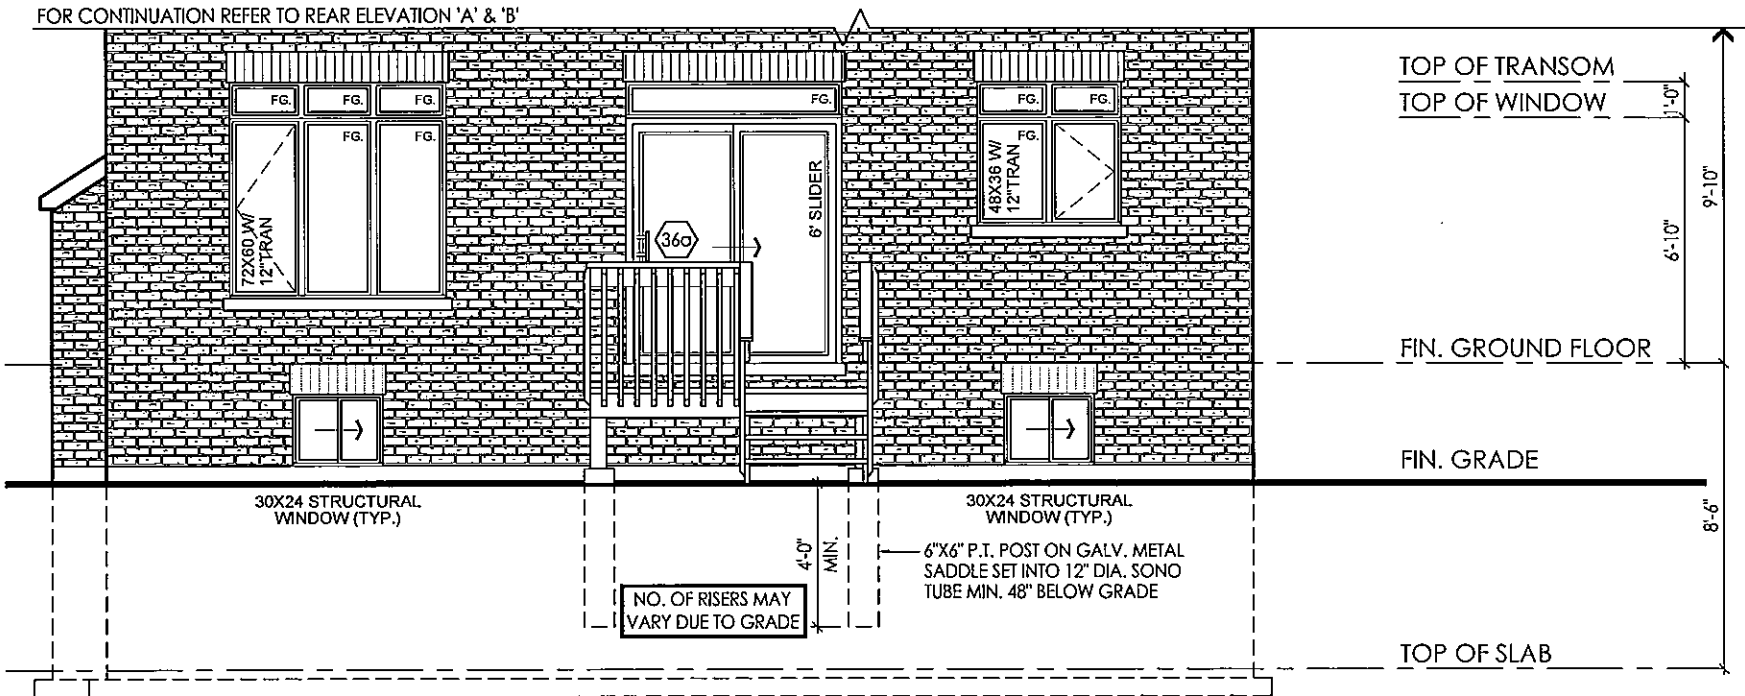 FOR CONTINUATION REFER TO REAR ELEVATION 'A' & 'B'
TOP OF TRANSOM
TOP OF WINDOW
1'-0"
FG.
FG.
FG.
FG.
FG.
FG.
FG.
FG.
FG.
72X60 W/
12"TRAN
36a
6' SLIDER
48X36 W/
12"TRAN
9'-10"
6'-10"
FIN. GROUND FLOOR
FIN. GRADE
30X24 STRUCTURAL
WINDOW (TYP.)
30X24 STRUCTURAL
WINDOW (TYP.)
8'-6"
4'-0"
MIN.
6"X6" P.T. POST ON GALV. METAL
SADDLE SET INTO 12" DIA. SONO
TUBE MIN. 48" BELOW GRADE
NO. OF RISERS MAY
VARY DUE TO GRADE
TOP OF SLAB